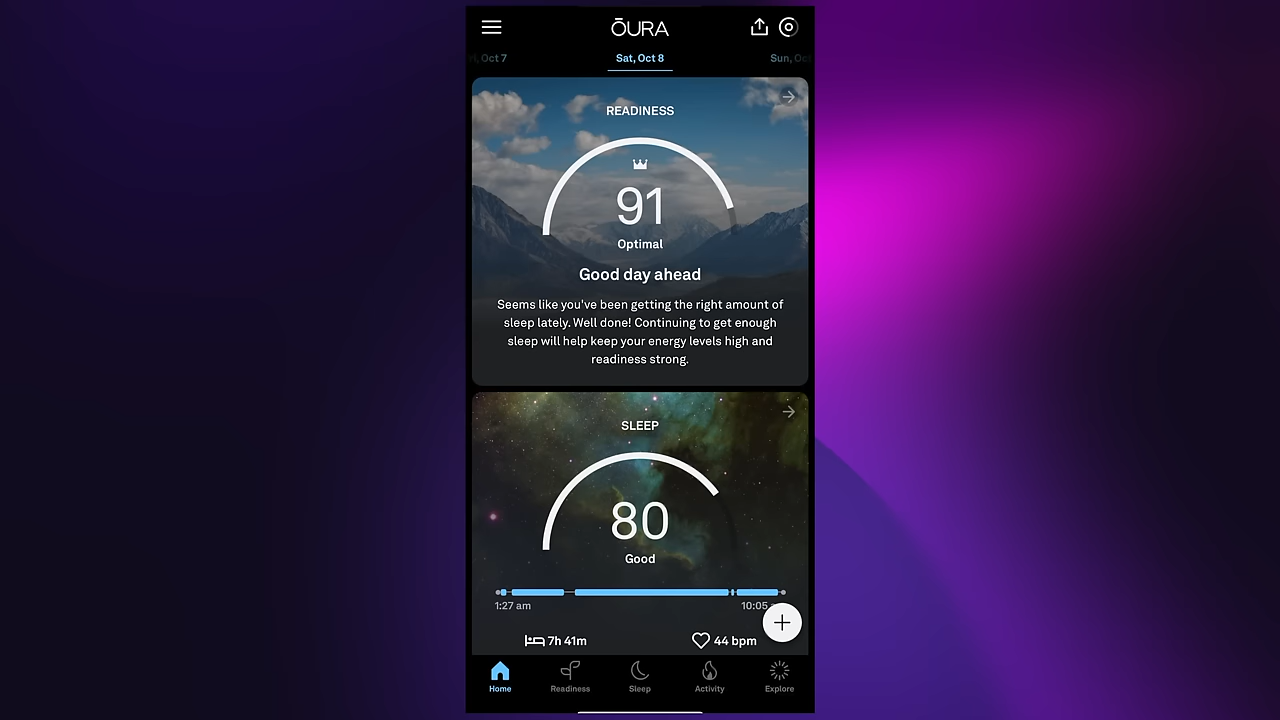 ŌURA
Oct 7
Sat, Oct 8
Sun, Oct
READINESS
91
Optimal
Good day ahead
Seems like you've been getting the right amount of
sleep lately. Well done! Continuing to get enough
sleep will help keep your energy levels high and
readiness strong.
SLEEP
80
Good
1:27 am
10:05
7h 41m
44 bpm
Home
Readiness
Sleep
Activity
Explore